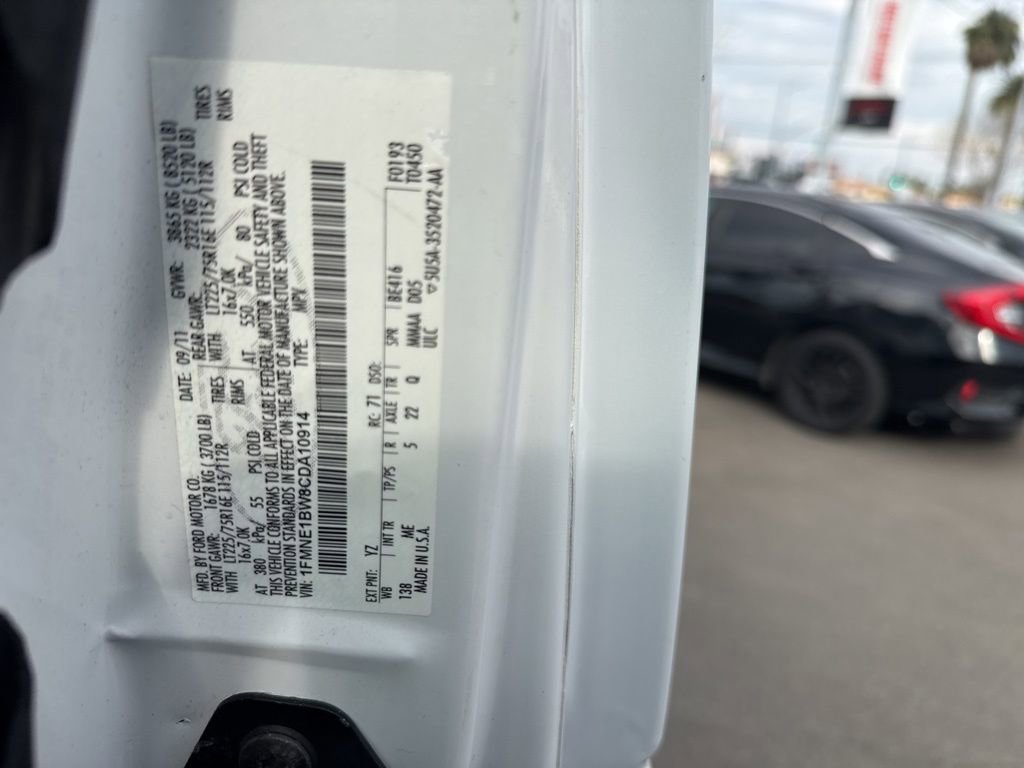 MFD. BY FORD MOTOR CO. DATE: 09/11 GVWR: 3865 KG ( 8520 LB)
FRONT GAWR: 1678 KG ( 3700 LB) REAR GAWR: 2322 KG ( 5120 LB)
WITH LT225/75R16E 115/112R TIRES WITH LT225/75R16E 115/112R TIRES
16x7.0K RIMS 16x7.0K RIMS
AT 380 kPa/ 55 PSI COLD AT 550 kPa/ 80 PSI COLD
THIS VEHICLE CONFORMS TO ALL APPLICABLE FEDERAL MOTOR VEHICLE SAFETY AND THEFT
PREVENTION STANDARDS IN EFFECT ON THE DATE OF MANUFACTURE SHOWN ABOVE.
VIN: 1FMNE1BW8CDA10914 TYPE: MPV
EXT PNT: YZ RC: 71 DSO: F0193
WB INT TR TP/PS R AXLE TR SPR BE416 T0450
138 ME 5 22 Q MMAA D05
MADE IN U.S.A. ULC 5U5A-3520472-AA